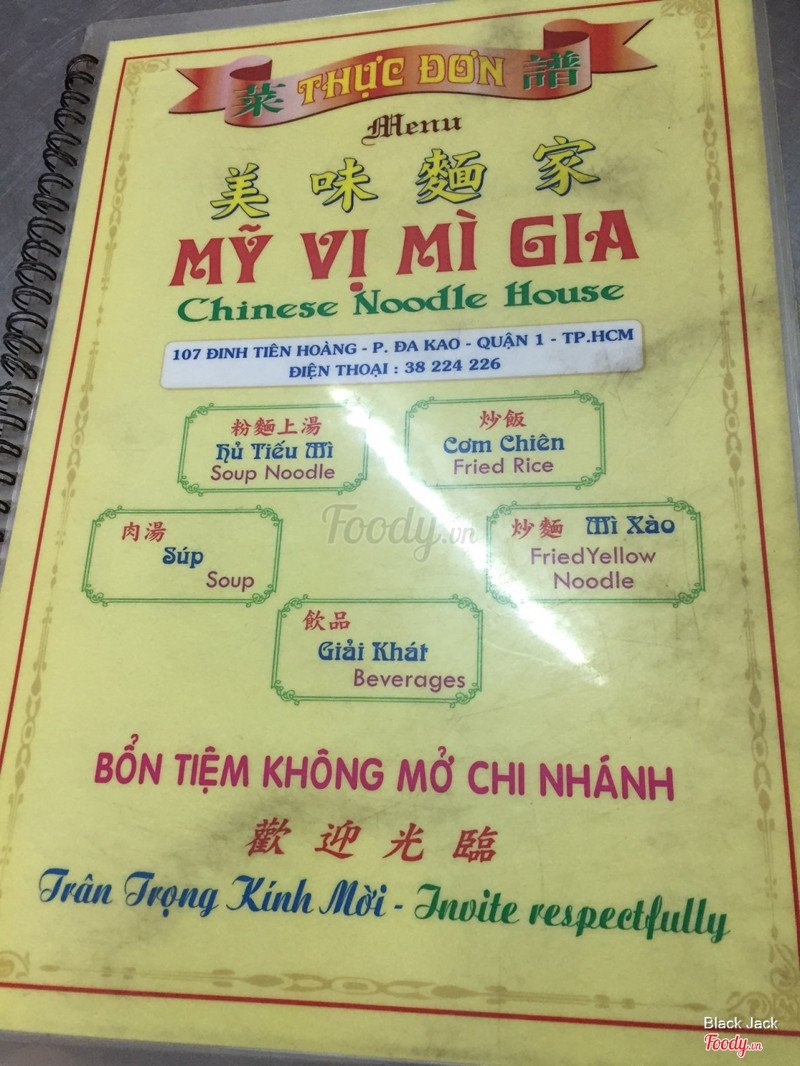 菜 THỰC ĐƠN 譜
Menu
美味麵家
MỸ VỊ MÌ GIA
Chinese Noodle House
107 ĐINH TIÊN HOÀNG - P. ĐA KAO - QUẬN 1 - TP.HCM
ĐIỆN THOẠI : 38 224 226
粉麵上湯
Hủ Tiếu Mì
Soup Noodle
炒飯
Cơm Chiên
Fried Rice
肉湯
Súp
Soup
炒麵 Mì Xào
Fried Yellow
Noodle
飲品
Giải Khát
Beverages
Foody.vn
BỔN TIỆM KHÔNG MỞ CHI NHÁNH
歡迎光臨
Trân Trọng Kính Mời - Invite respectfully
Black Jack
Foody.vn